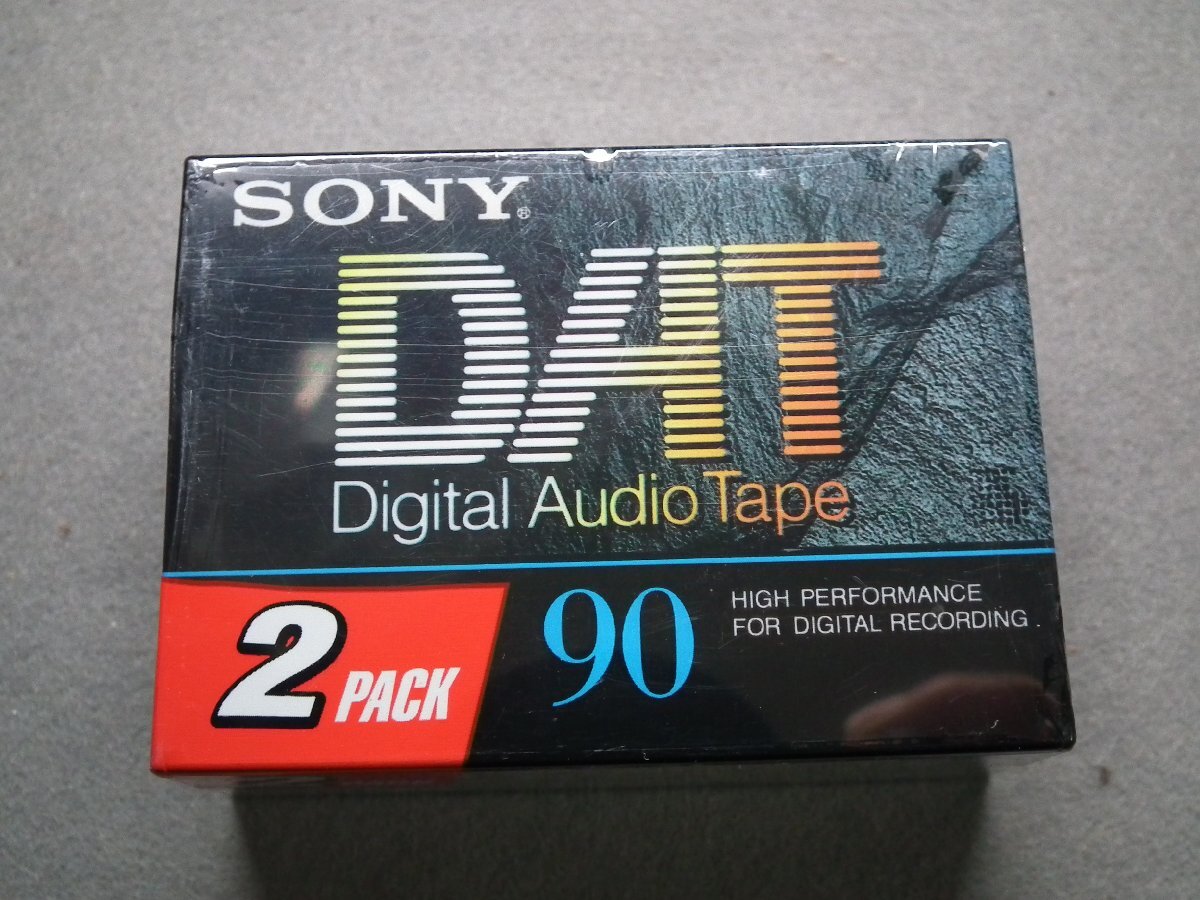 SONY®
DAT
Digital Audio Tape
2 PACK
90
HIGH PERFORMANCE
FOR DIGITAL RECORDING